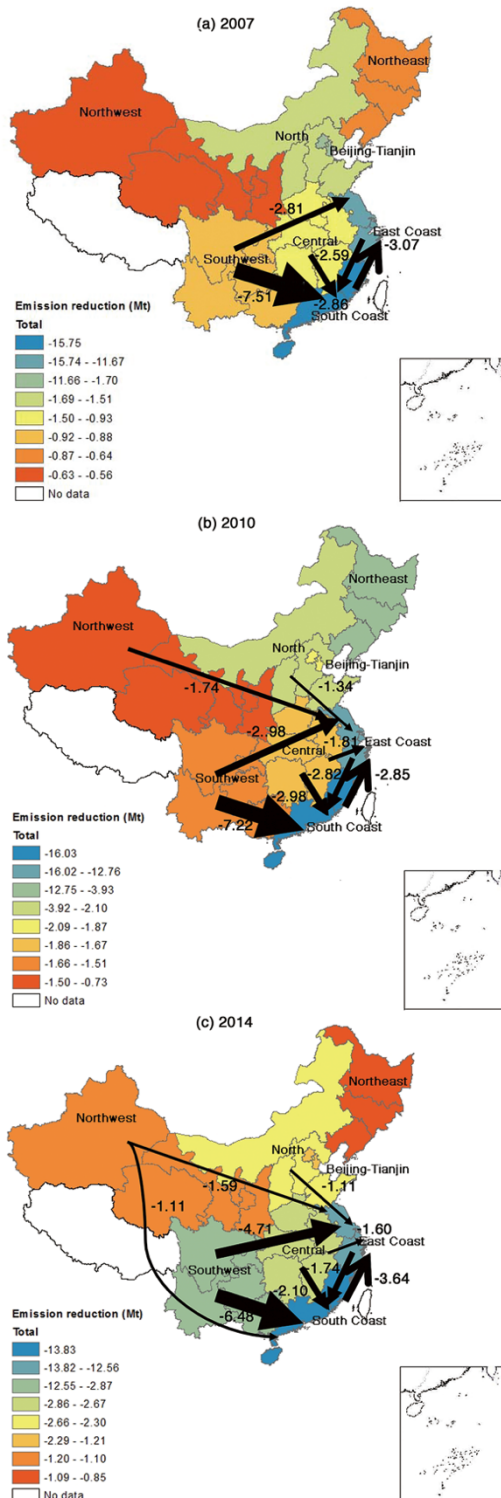 (a) 2007
Northeast
Northwest
North
Beijing-Tianjin
-2.81
East Coast
Central
-3.07
Southwest
-2.59
-7.51
-2.86
South Coast
Emission reduction (Mt)
Total
-15.75
-15.74 - -11.67
-11.66 - -1.70
-1.69 - -1.51
-1.50 - -0.93
-0.92 - -0.88
-0.87 - -0.64
-0.63 - -0.56
No data
(b) 2010
Northeast
Northwest
North
Beijing-Tianjin
-1.74
-1.34
-2..98
-1.81
East Coast
Central
Southwest
-2.82
-2.85
-2.98
-7.22
South Coast
Emission reduction (Mt)
Total
-16.03
-16.02 - -12.76
-12.75 - -3.93
-3.92 - -2.10
-2.09 - -1.87
-1.86 - -1.67
-1.66 - -1.51
-1.50 - -0.73
No data
(c) 2014
Northeast
Northwest
North
Beijing-Tianjin
-1.59
-1.11
-1.11
-4.71
-1.60
East Coast
Central
Southwest
-1.74
-3.64
-2.10
-6.48
South Coast
Emission reduction (Mt)
Total
-13.83
-13.82 - -12.56
-12.55 - -2.87
-2.86 - -2.67
-2.66 - -2.30
-2.29 - -1.21
-1.20 - -1.10
-1.09 - -0.85
No data